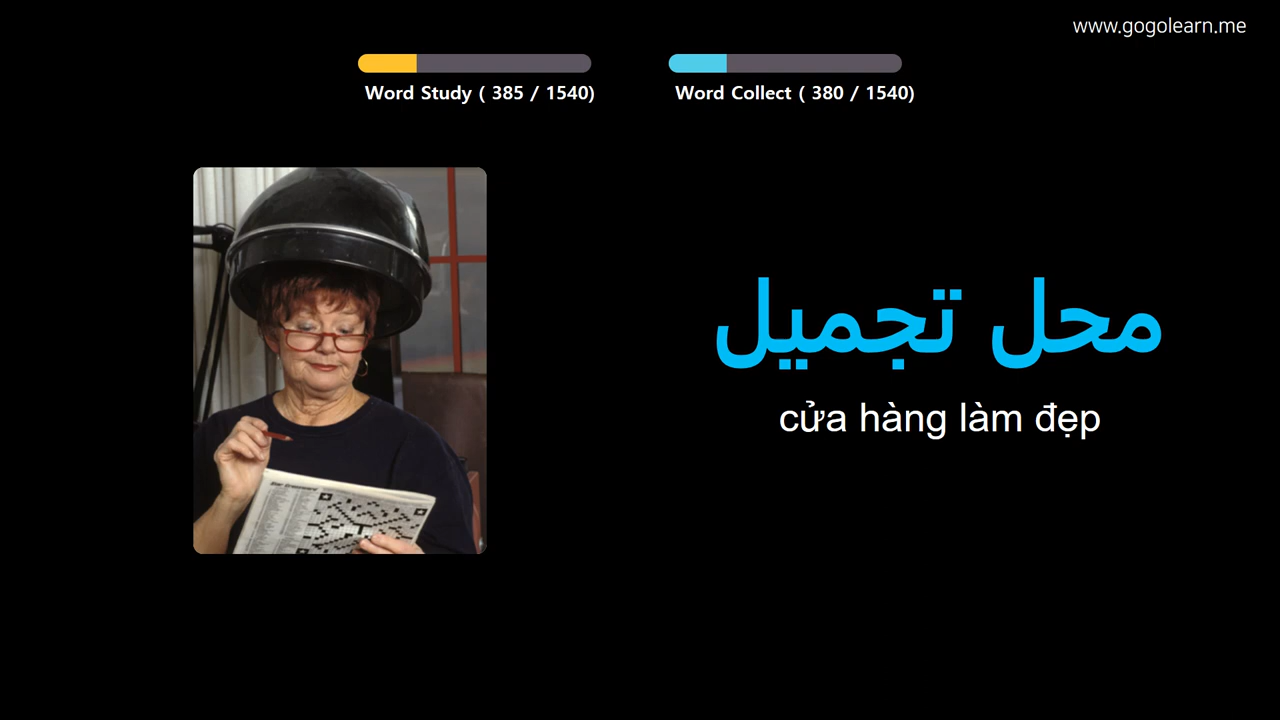 www.gogolearn.me
Word Study ( 385 / 1540)
Word Collect ( 380 / 1540)
محل تجميل
cửa hàng làm đẹp